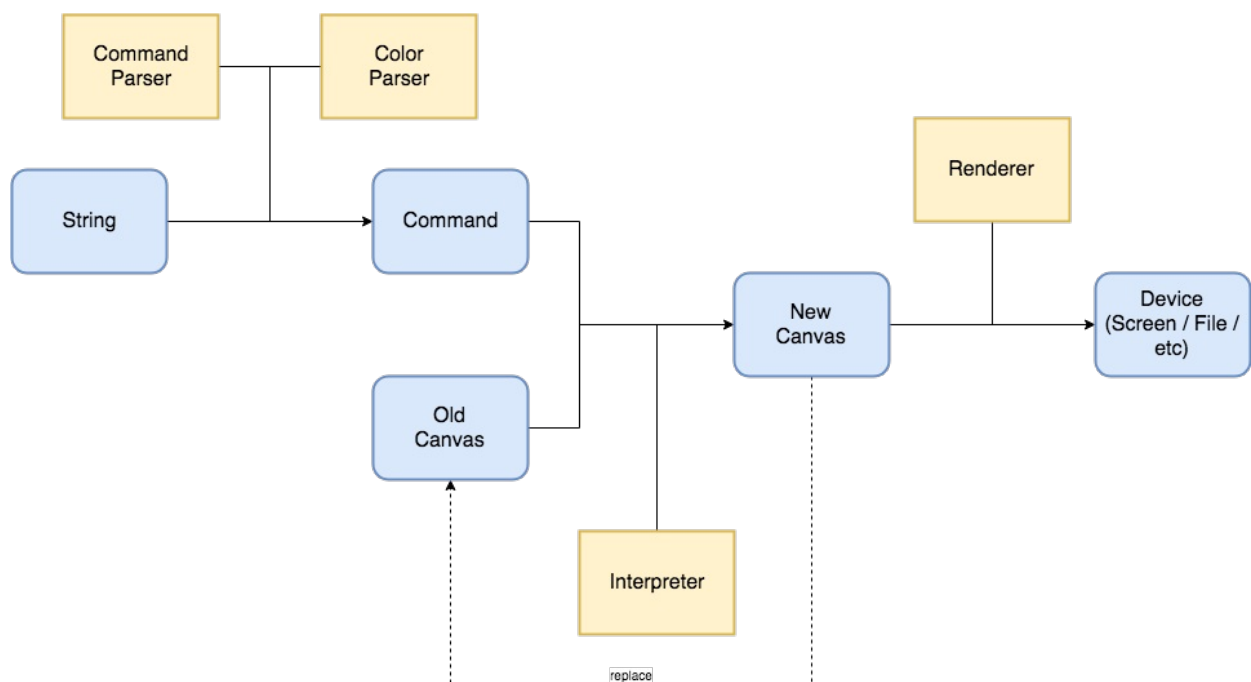 Command
Parser
Color
Parser
Renderer
String
Command
New
Canvas
Device
(Screen / File /
etc)
Old
Canvas
Interpreter
replace